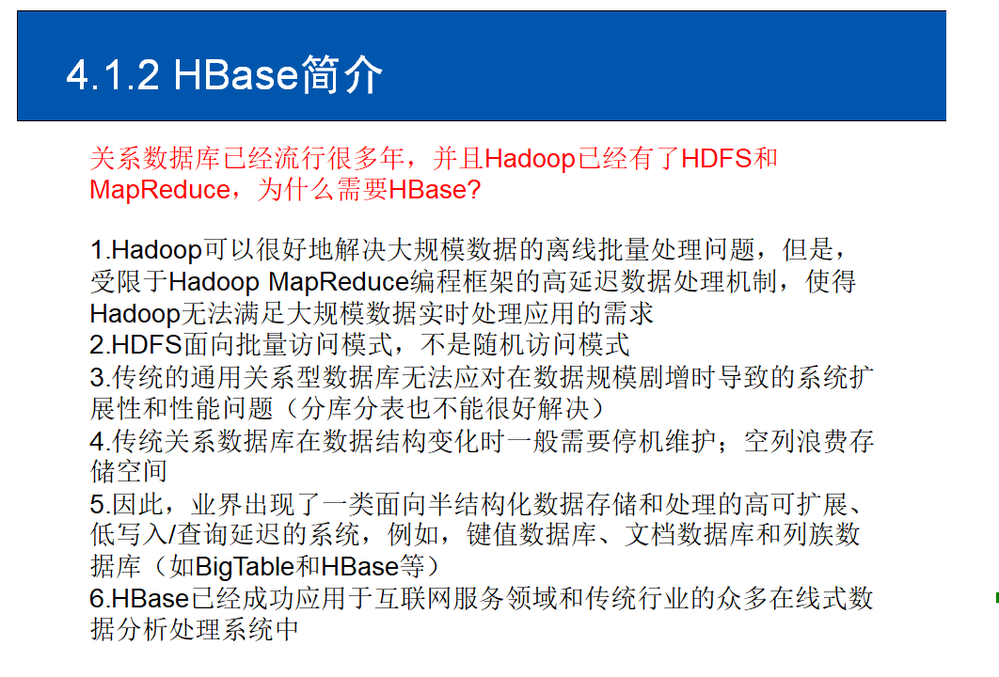 4.1.2 HBase简介
关系数据库已经流行很多年，并且Hadoop已经有了HDFS和
MapReduce，为什么需要HBase?
1.Hadoop可以很好地解决大规模数据的离线批量处理问题，但是，
受限于Hadoop MapReduce编程框架的高延迟数据处理机制，使得
Hadoop无法满足大规模数据实时处理应用的需求
2.HDFS面向批量访问模式，不是随机访问模式
3.传统的通用关系型数据库无法应对在数据规模剧增时导致的系统扩
展性和性能问题（分库分表也不能很好解决）
4.传统关系数据库在数据结构变化时一般需要停机维护；空列浪费存
储空间
5.因此，业界出现了一类面向半结构化数据存储和处理的高可扩展、
低写入/查询延迟的系统，例如，键值数据库、文档数据库和列族数
据库（如BigTable和HBase等）
6.HBase已经成功应用于互联网服务领域和传统行业的众多在线式数
据分析处理系统中